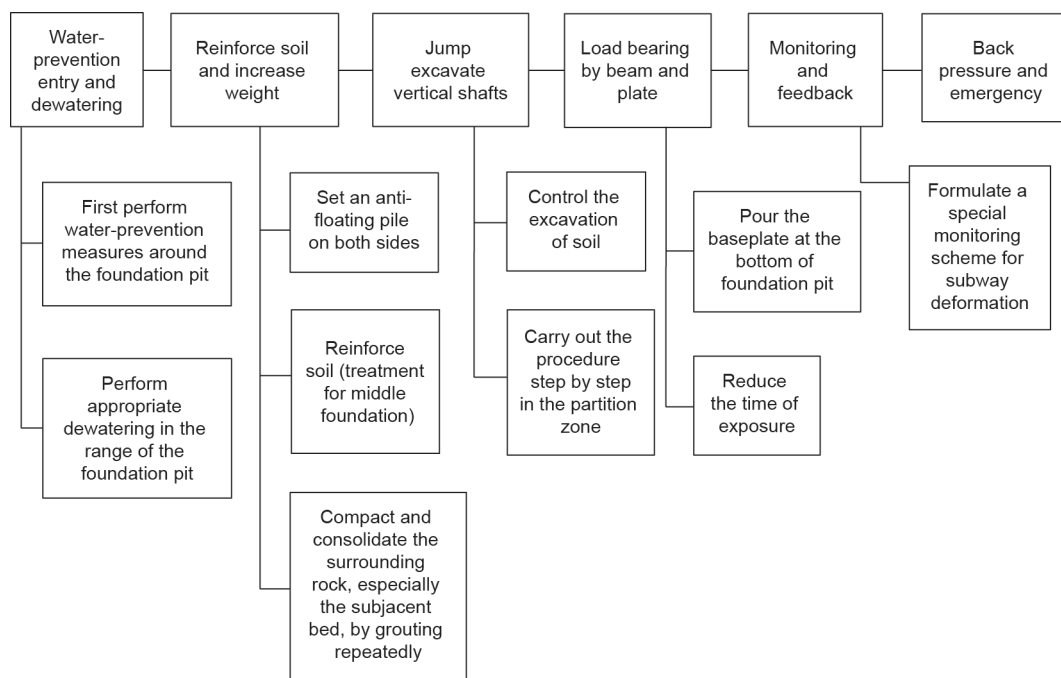 Water-
prevention
entry and
dewatering
Reinforce soil
and increase
weight
Jump
excavate
vertical shafts
Load bearing
by beam and
plate
Monitoring
and
feedback
Back
pressure and
emergency
First perform
water-prevention
measures around
the foundation pit
Set an anti-
floating pile
on both sides
Control the
excavation
of soil
Pour the
baseplate at the
bottom of
foundation pit
Formulate a
special
monitoring
scheme for
subway
deformation
Perform
appropriate
dewatering in the
range of the
foundation pit
Reinforce
soil (treatment
for middle
foundation)
Carry out the
procedure
step by step
in the partition
zone
Reduce
the time of
exposure
Compact and
consolidate the
surrounding
rock, especially
the subjacent
bed, by grouting
repeatedly